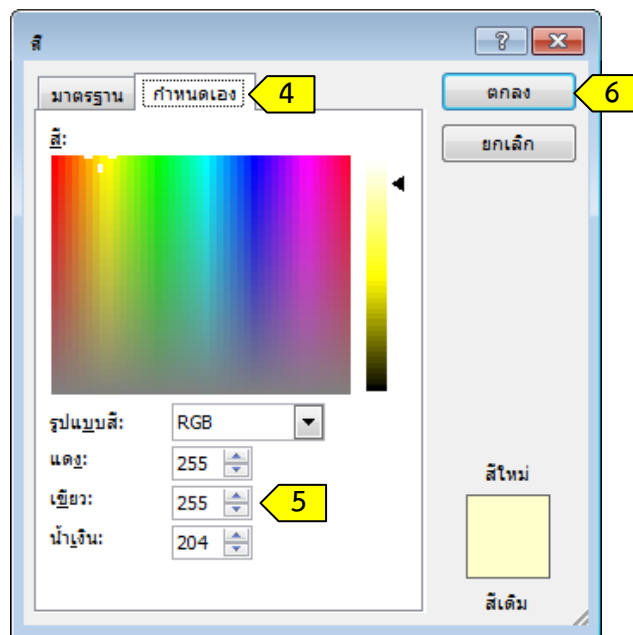 สี
มาตรฐาน กำหนดเอง 4 ตกลง 6
สี: ยกเลิก
รูปแบบสี: RGB
แดง: 255
เขียว: 255 5
น้ำเงิน: 204
สีใหม่
สีเดิม